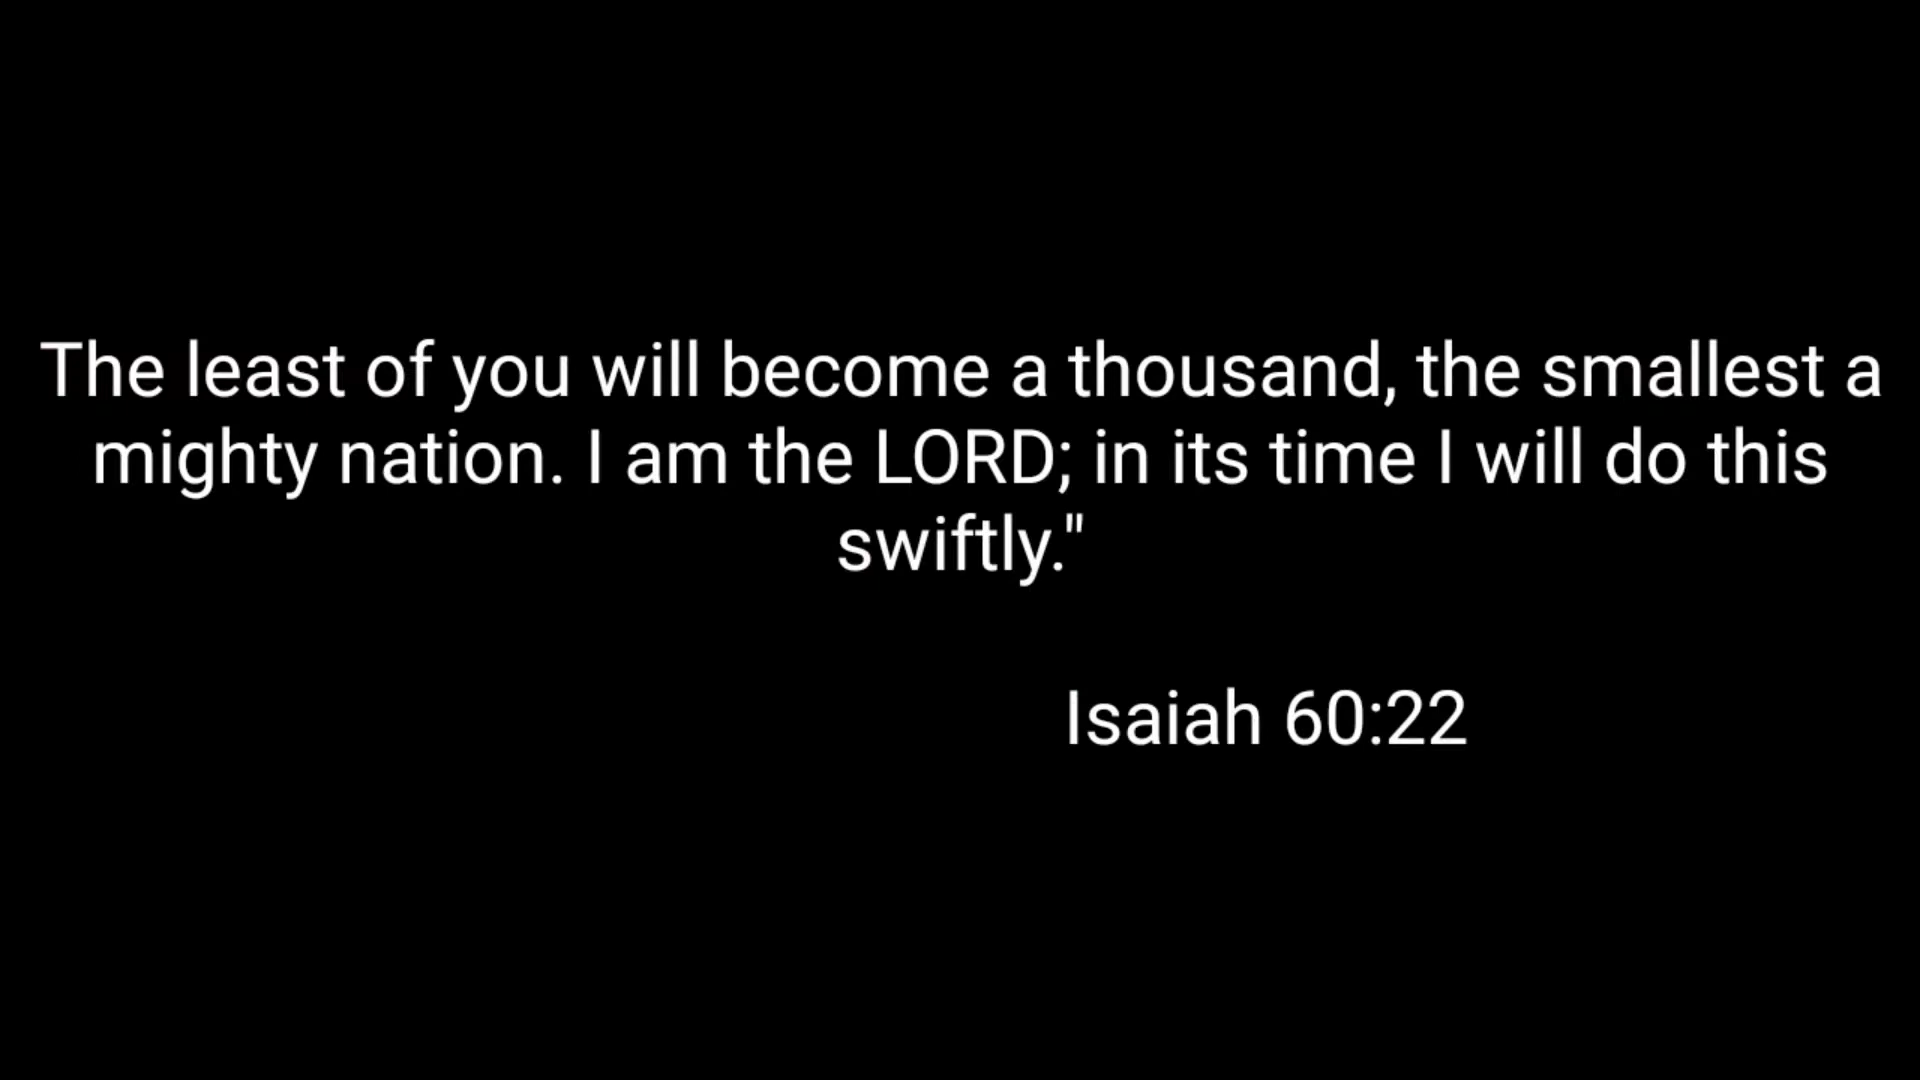 The least of you will become a thousand, the smallest a
mighty nation. I am the LORD; in its time I will do this
swiftly."
Isaiah 60:22